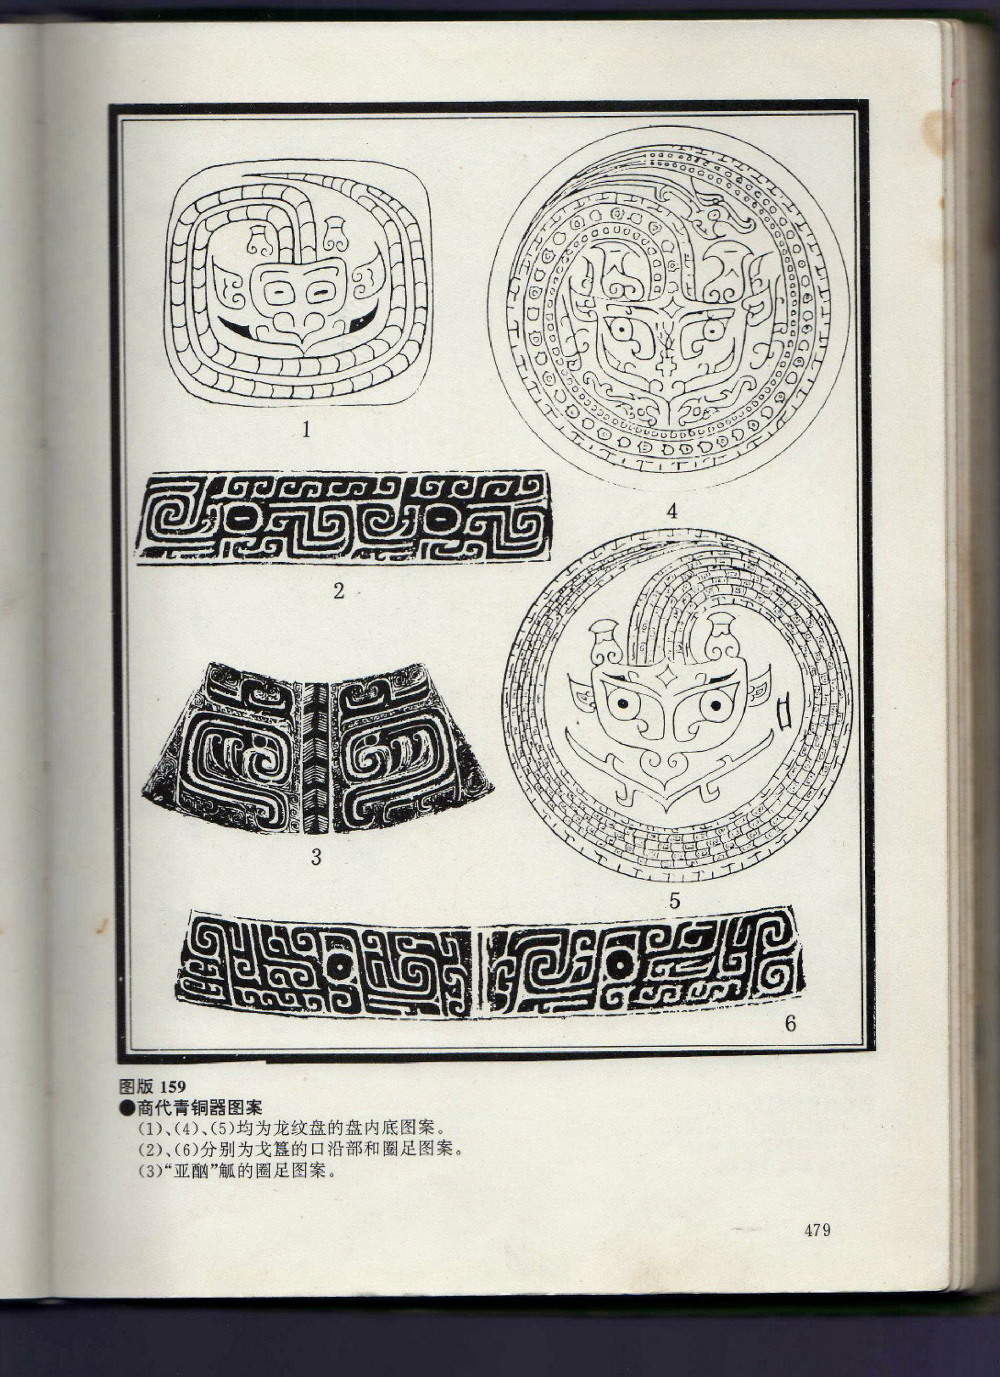 1
4
2
3
5
6
图版 159
●商代青铜器图案
(1)、(4)、(5)均为龙纹盘的盘内底图案。
(2)、(6)分别为戈簋的口沿部和圈足图案。
(3)“亚酗”觚的圈足图案。
479